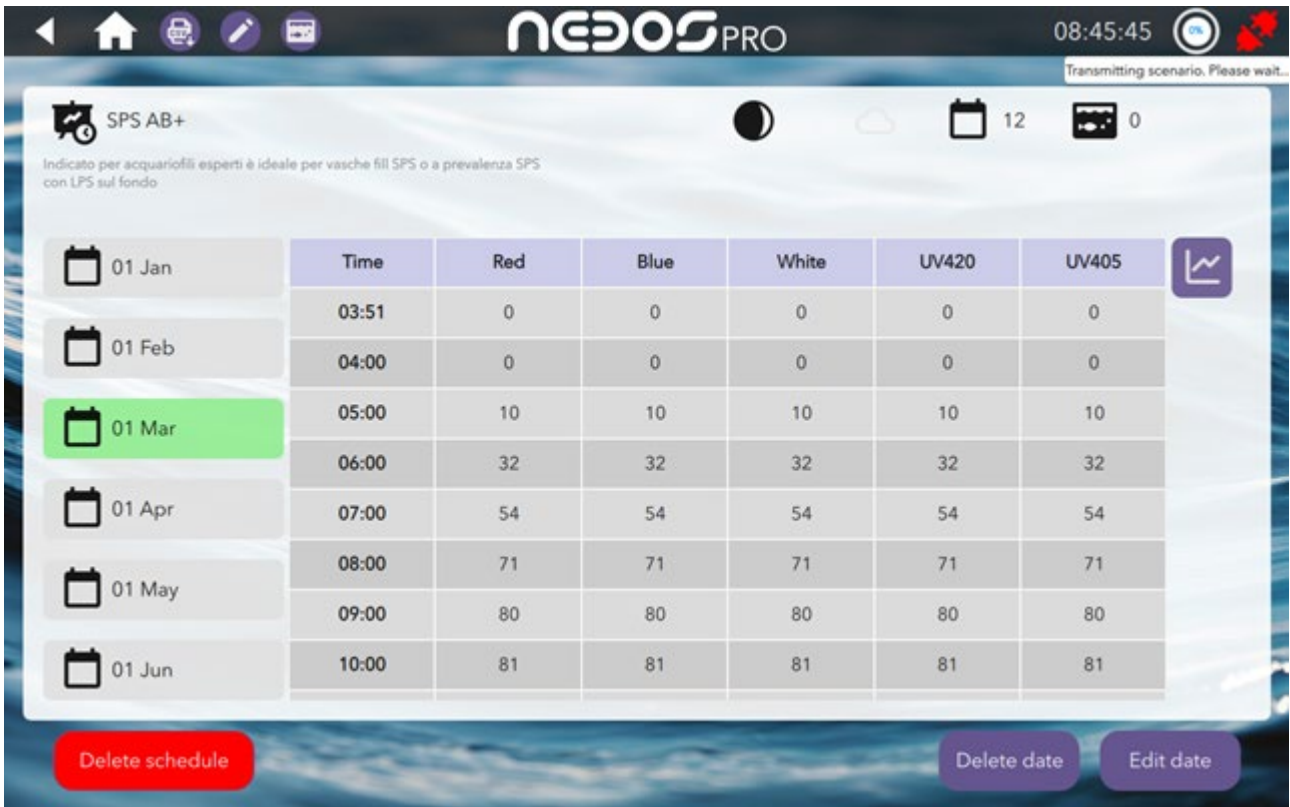 CSV
NEDOS PRO
08:45:45
0%
Transmitting scenario. Please wait...
SPS AB+
12
0
Indicato per acquariofili esperti è ideale per vasche fill SPS o a prevalenza SPS
con LPS sul fondo
01 Jan
01 Feb
01 Mar
01 Apr
01 May
01 Jun
Time Red Blue White UV420 UV405
03:51 0 0 0 0 0
04:00 0 0 0 0 0
05:00 10 10 10 10 10
06:00 32 32 32 32 32
07:00 54 54 54 54 54
08:00 71 71 71 71 71
09:00 80 80 80 80 80
10:00 81 81 81 81 81
Delete schedule
Delete date
Edit date